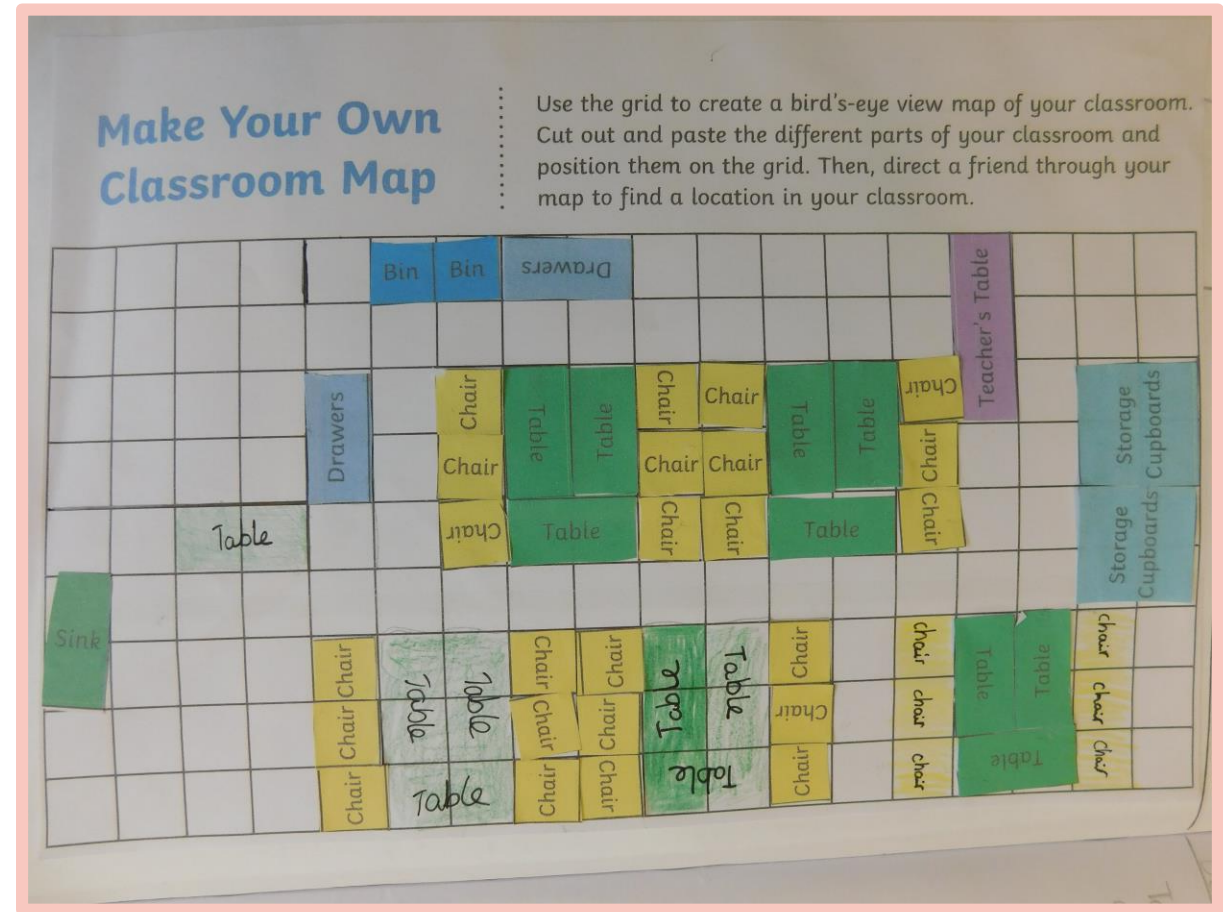 Make Your Own
Classroom Map
Use the grid to create a bird's-eye view map of your classroom.
Cut out and paste the different parts of your classroom and
position them on the grid. Then, direct a friend through your
map to find a location in your classroom.
Bin Bin Drawers Teacher's Table
Drawers Chair Table Table Chair Chair Table Table Chair Storage
Cupboards
Chair Chair Chair Chair
Table Chair Table Chair Chair Table Chair Storage
Cupboards
Sink
Chair Table Table Chair Chair Table Table Chair chair Table Table chair
Chair Chair Chair Chair chair chair
Chair Table Chair Chair Table Chair chair Table chair